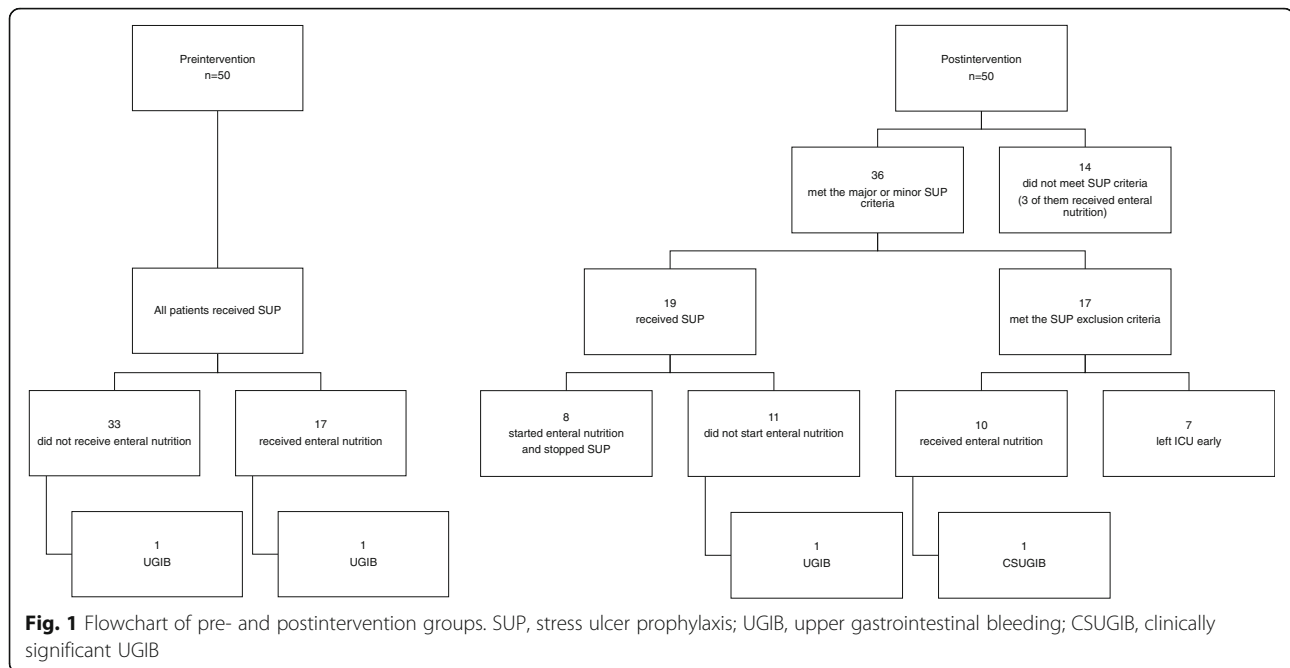 Preintervention
n=50
Postintervention
n=50
36
met the major or minor SUP
criteria
14
did not meet SUP criteria
(3 of them received enteral
nutrition)
All patients received SUP
19
received SUP
17
met the SUP exclusion criteria
33
did not receive enteral nutrition
17
received enteral nutrition
8
started enteral nutrition
and stopped SUP
11
did not start enteral nutrition
10
received enteral nutrition
7
left ICU early
1
UGIB
1
UGIB
1
UGIB
1
CSUGIB
Fig. 1 Flowchart of pre- and postintervention groups. SUP, stress ulcer prophylaxis; UGIB, upper gastrointestinal bleeding; CSUGIB, clinically
significant UGIB